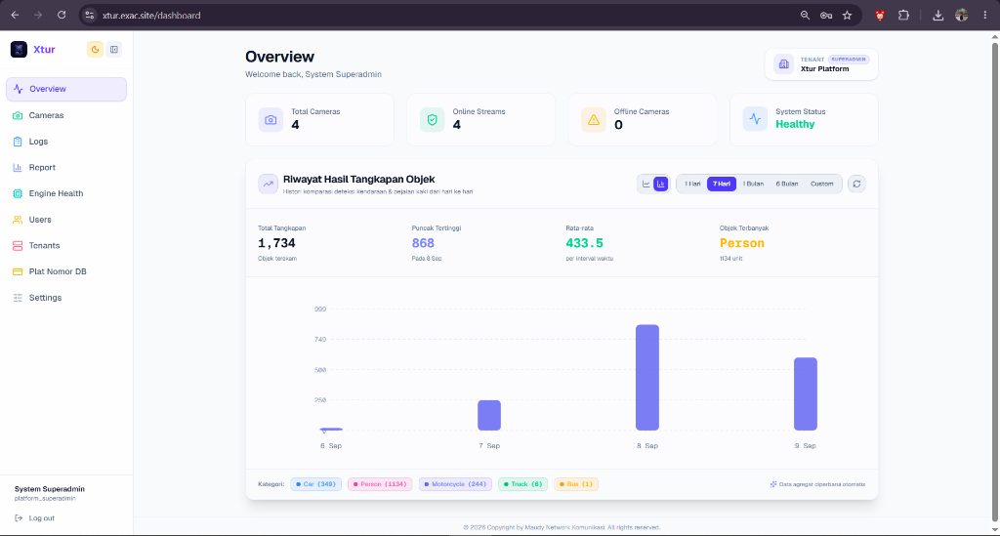 xtur.exac.site/dashboard
Xtur
Overview
Cameras
Logs
Report
Engine Health
Users
Tenants
Plat Nomor DB
Settings
System Superadmin
platform_superadmin
Log out
Overview
Welcome back, System Superadmin
TENANT SUPERADMIN
Xtur Platform
Total Cameras
4
Online Streams
4
Offline Cameras
0
System Status
Healthy
Riwayat Hasil Tangkapan Objek
Histori komparasi deteksi kendaraan & pejalan kaki dari hari ke hari
1 Hari 7 Hari 1 Bulan 6 Bulan Custom
Total Tangkapan
1,734
Objek terekam
Puncak Tertinggi
868
Pada 8 Sep
Rata-rata
433.5
per interval waktu
Objek Terbanyak
Person
1134 unit
999
749
500
250
0
6 Sep 7 Sep 8 Sep 9 Sep
Kategori: Car (349) Person (1134) Motorcycle (244) Truck (6) Bus (1)
Data agregat diperbarui otomatis
© 2026 Copyright by Maudy Network Komunikasi. All rights reserved.